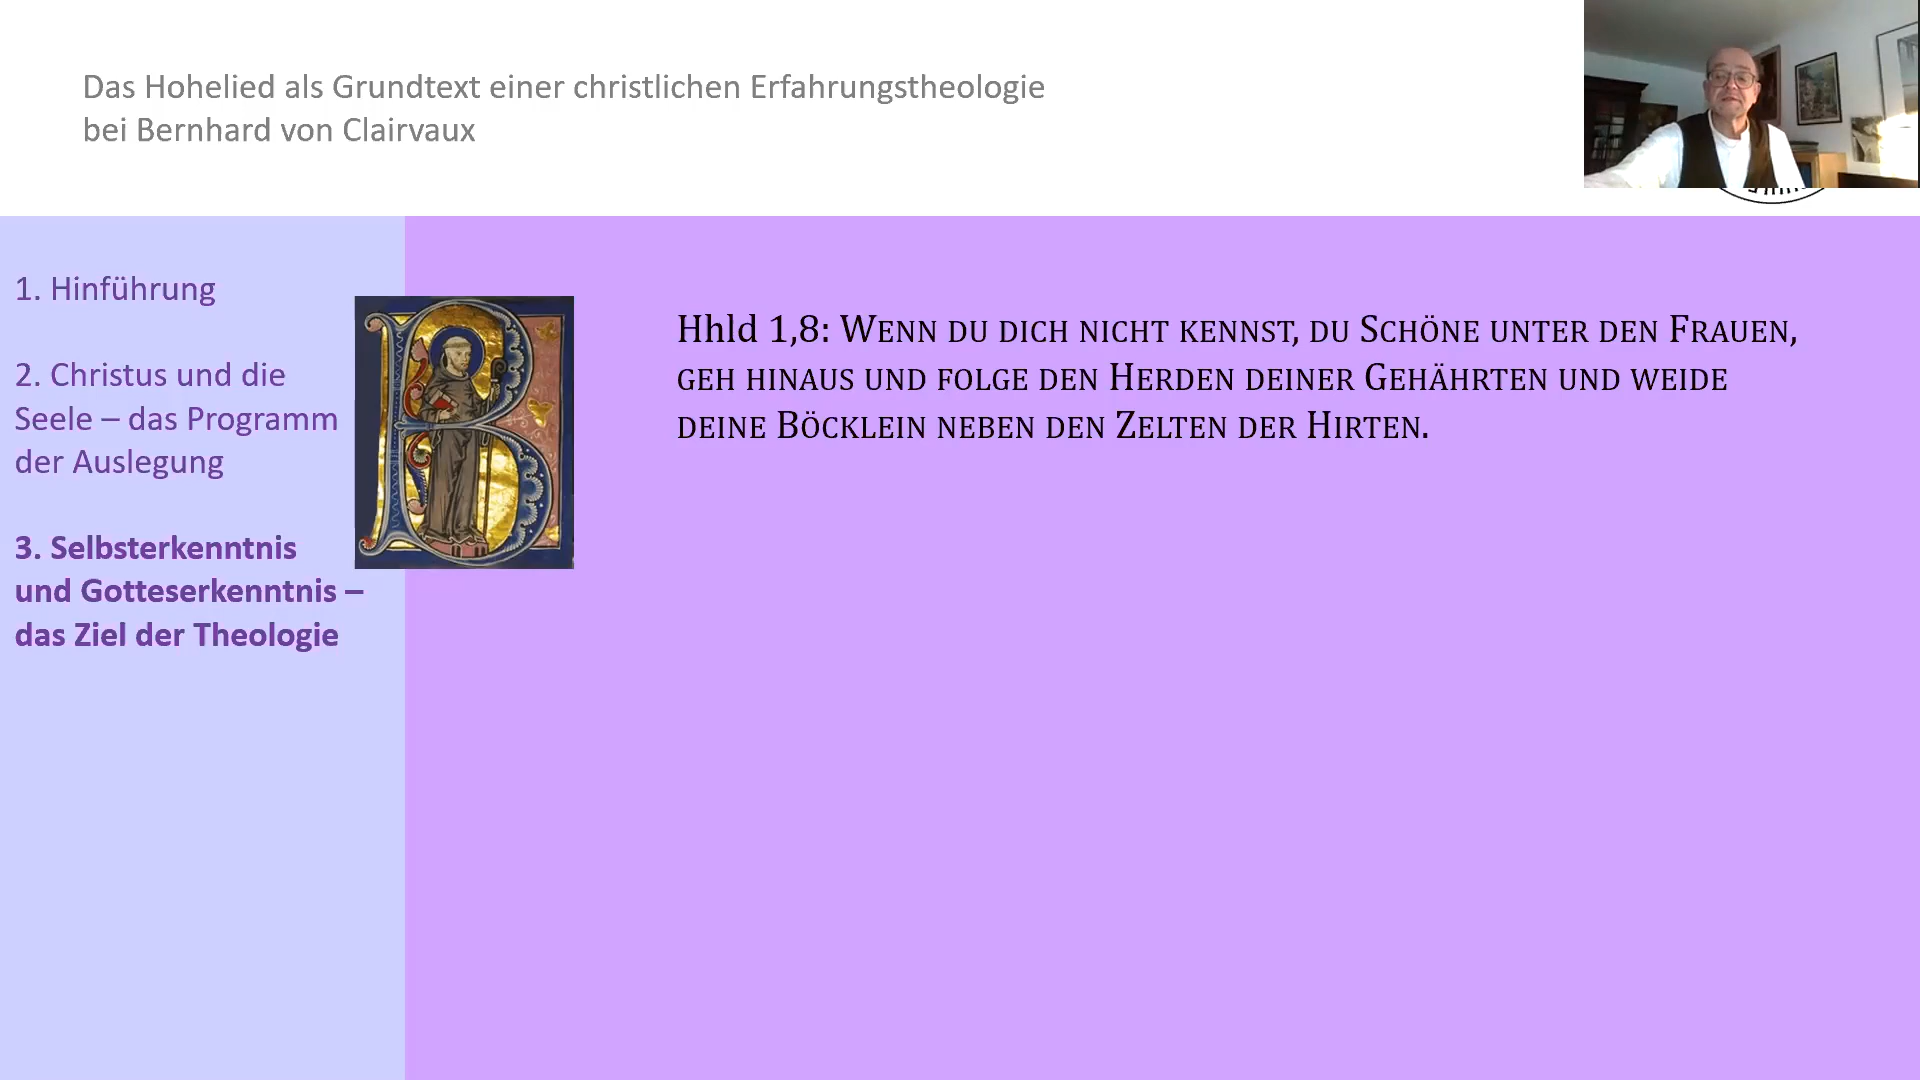 Das Hohelied als Grundtext einer christlichen Erfahrungstheologie
bei Bernhard von Clairvaux
1. Hinführung
2. Christus und die
Seele – das Programm
der Auslegung
3. Selbsterkenntnis
und Gotteserkenntnis –
das Ziel der Theologie
Hhld 1,8: Wenn du dich nicht kennst, du Schöne unter den Frauen,
geh hinaus und folge den Herden deiner Gehährten und weide
deine Böcklein neben den Zelten der Hirten.